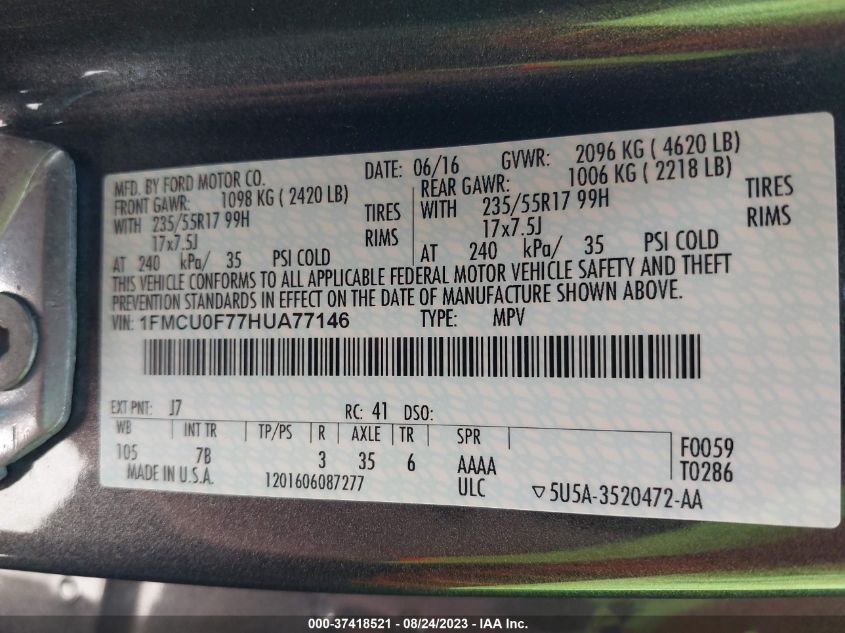 MFD. BY FORD MOTOR CO. DATE: 06/16 GVWR: 2096 KG ( 4620 LB)
FRONT GAWR: 1098 KG ( 2420 LB) REAR GAWR: 1006 KG ( 2218 LB)
WITH 235/55R17 99H TIRES WITH 235/55R17 99H TIRES
17x7.5J RIMS 17x7.5J RIMS
AT 240 kPa/ 35 PSI COLD AT 240 kPa/ 35 PSI COLD
THIS VEHICLE CONFORMS TO ALL APPLICABLE FEDERAL MOTOR VEHICLE SAFETY AND THEFT
PREVENTION STANDARDS IN EFFECT ON THE DATE OF MANUFACTURE SHOWN ABOVE.
VIN: 1FMCU0F77HUA77146 TYPE: MPV
EXT PNT: J7 RC: 41 DSO:
WB INT TR TP/PS R AXLE TR SPR F0059
105 7B 3 35 6 AAAA T0286
MADE IN U.S.A. 1201606087277 ULC ▽5U5A-3520472-AA
000-37418521 - 08/24/2023 - © IAA Inc.